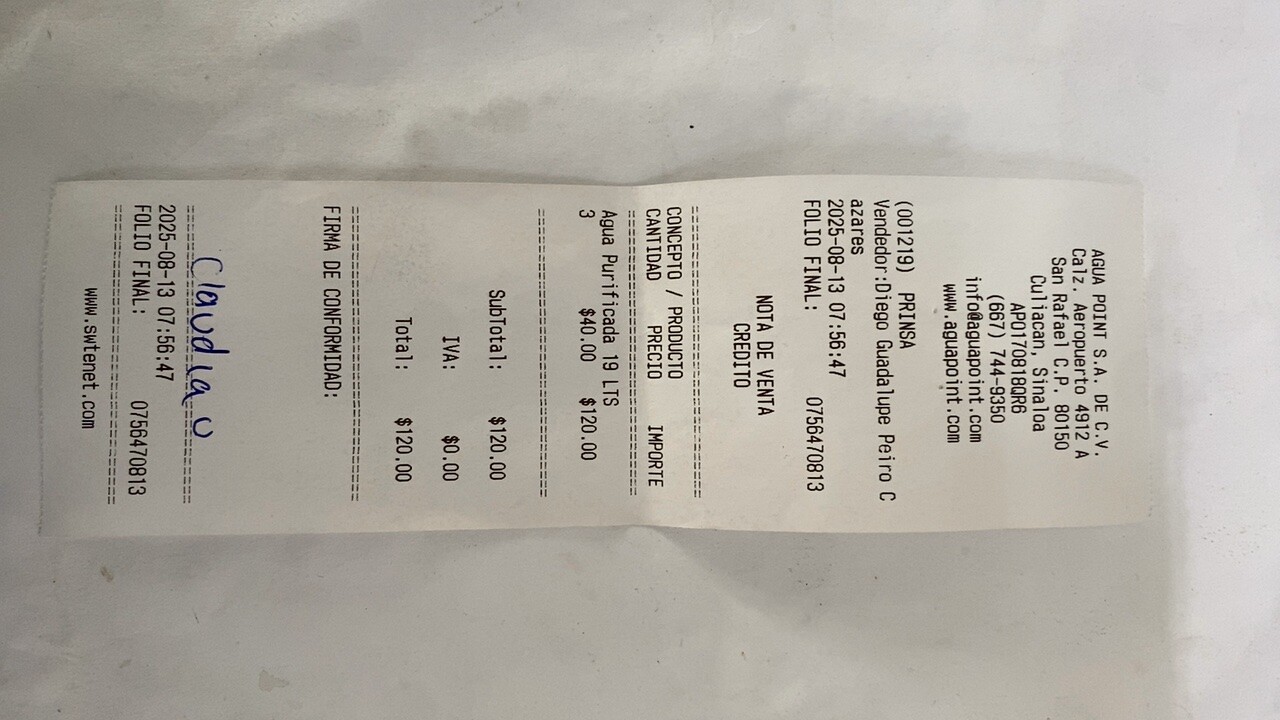 AGUA POINT S.A. DE C.V.
Calz. Aeropuerto 4912 A
San Rafael C.P. 80150
Culiacan, Sinaloa
APO170818QR6
(667) 744-9350
info@aguapoint.com
www.aguapoint.com
(001219) PRINSA
Vendedor:Diego Guadalupe Peiro C
azares
2025-08-13 07:56:47
FOLIO FINAL: 0756470813
NOTA DE VENTA
CREDITO
--------------------------------
CONCEPTO / PRODUCTO
CANTIDAD PRECIO IMPORTE
--------------------------------
Agua Purificada 19 LTS
3 $40.00 $120.00
--------------------------------
SubTotal: $120.00
IVA: $0.00
Total: $120.00
--------------------------------
FIRMA DE CONFORMIDAD:
Claudia U
--------------------------------
2025-08-13 07:56:47
FOLIO FINAL: 0756470813
--------------------------------
www.swtenet.com